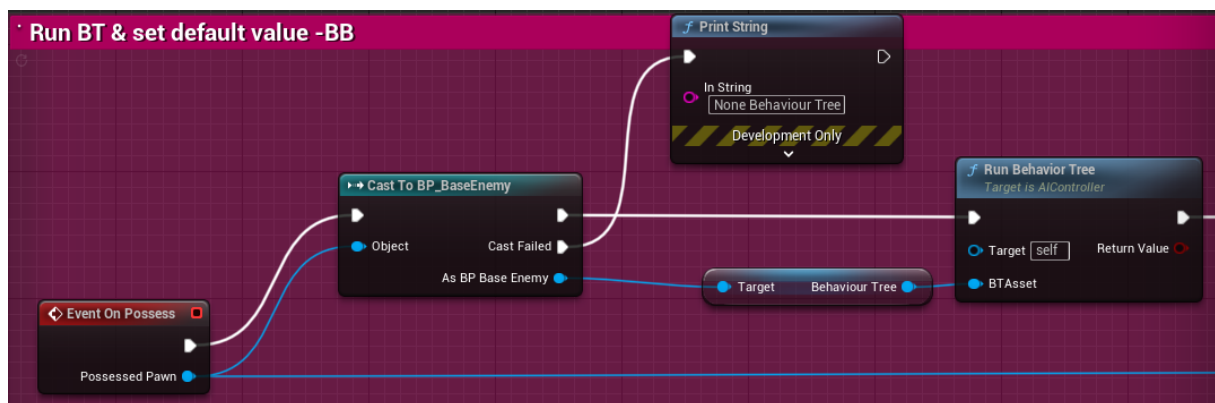 Run BT & set default value -BB
Print String
In String
None Behaviour Tree
Development Only
Cast To BP_BaseEnemy
Object
Cast Failed
As BP Base Enemy
Target
Behaviour Tree
Run Behavior Tree
Target is AIController
Target self
Return Value
BTAsset
Event On Possess
Possessed Pawn